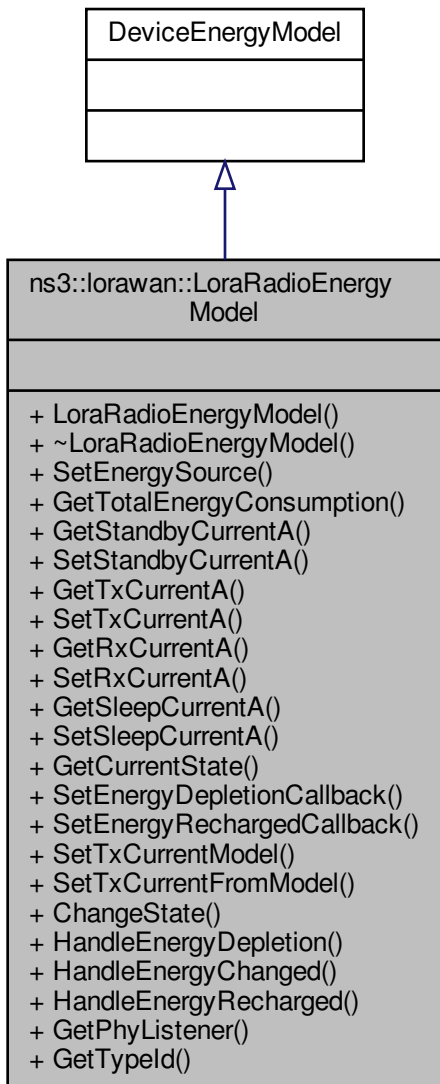 DeviceEnergyModel
ns3::lorawan::LoraRadioEnergy
Model
+ LoraRadioEnergyModel()
+ ~LoraRadioEnergyModel()
+ SetEnergySource()
+ GetTotalEnergyConsumption()
+ GetStandbyCurrentA()
+ SetStandbyCurrentA()
+ GetTxCurrentA()
+ SetTxCurrentA()
+ GetRxCurrentA()
+ SetRxCurrentA()
+ GetSleepCurrentA()
+ SetSleepCurrentA()
+ GetCurrentState()
+ SetEnergyDepletionCallback()
+ SetEnergyRechargedCallback()
+ SetTxCurrentModel()
+ SetTxCurrentFromModel()
+ ChangeState()
+ HandleEnergyDepletion()
+ HandleEnergyChanged()
+ HandleEnergyRecharged()
+ GetPhyListener()
+ GetTypeId()